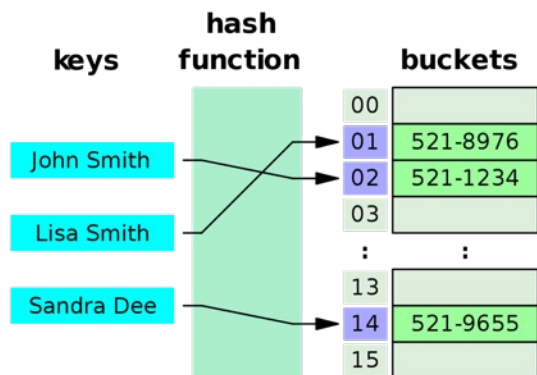 keys
hash
function
buckets
John Smith
Lisa Smith
Sandra Dee
00
01 521-8976
02 521-1234
03
: :
13
14 521-9655
15